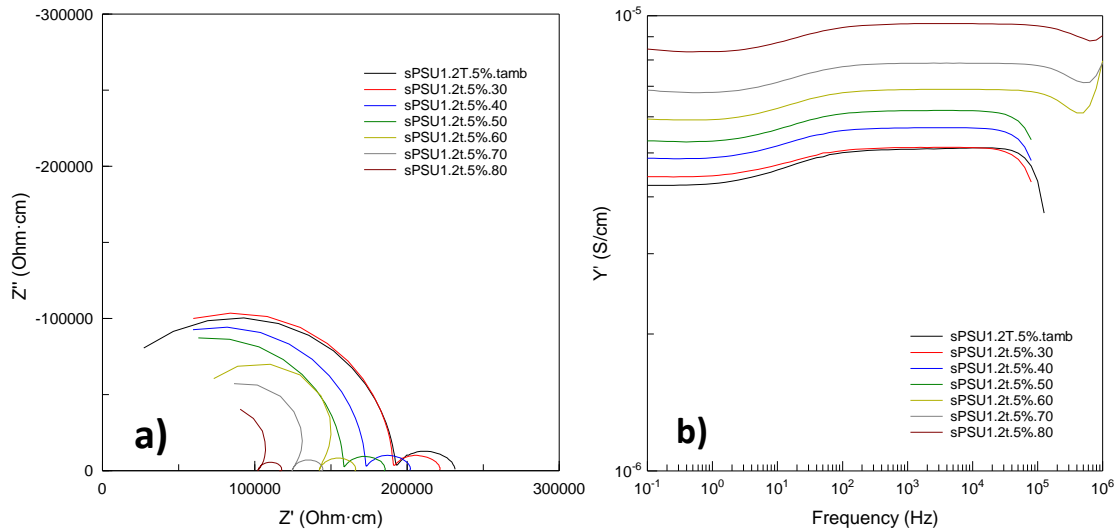 -300000
-200000
-100000
0
0
100000
200000
300000
Z'' (Ohm·cm)
Z' (Ohm·cm)
sPSU1.2T.5%.tamb
sPSU1.2t.5%.30
sPSU1.2t.5%.40
sPSU1.2t.5%.50
sPSU1.2t.5%.60
sPSU1.2t.5%.70
sPSU1.2t.5%.80
a)
10⁻⁵
10⁻⁶
10⁻¹
10⁰
10¹
10²
10³
10⁴
10⁵
10⁶
Y' (S/cm)
Frequency (Hz)
sPSU1.2T.5%.tamb
sPSU1.2t.5%.30
sPSU1.2t.5%.40
sPSU1.2t.5%.50
sPSU1.2t.5%.60
sPSU1.2t.5%.70
sPSU1.2t.5%.80
b)